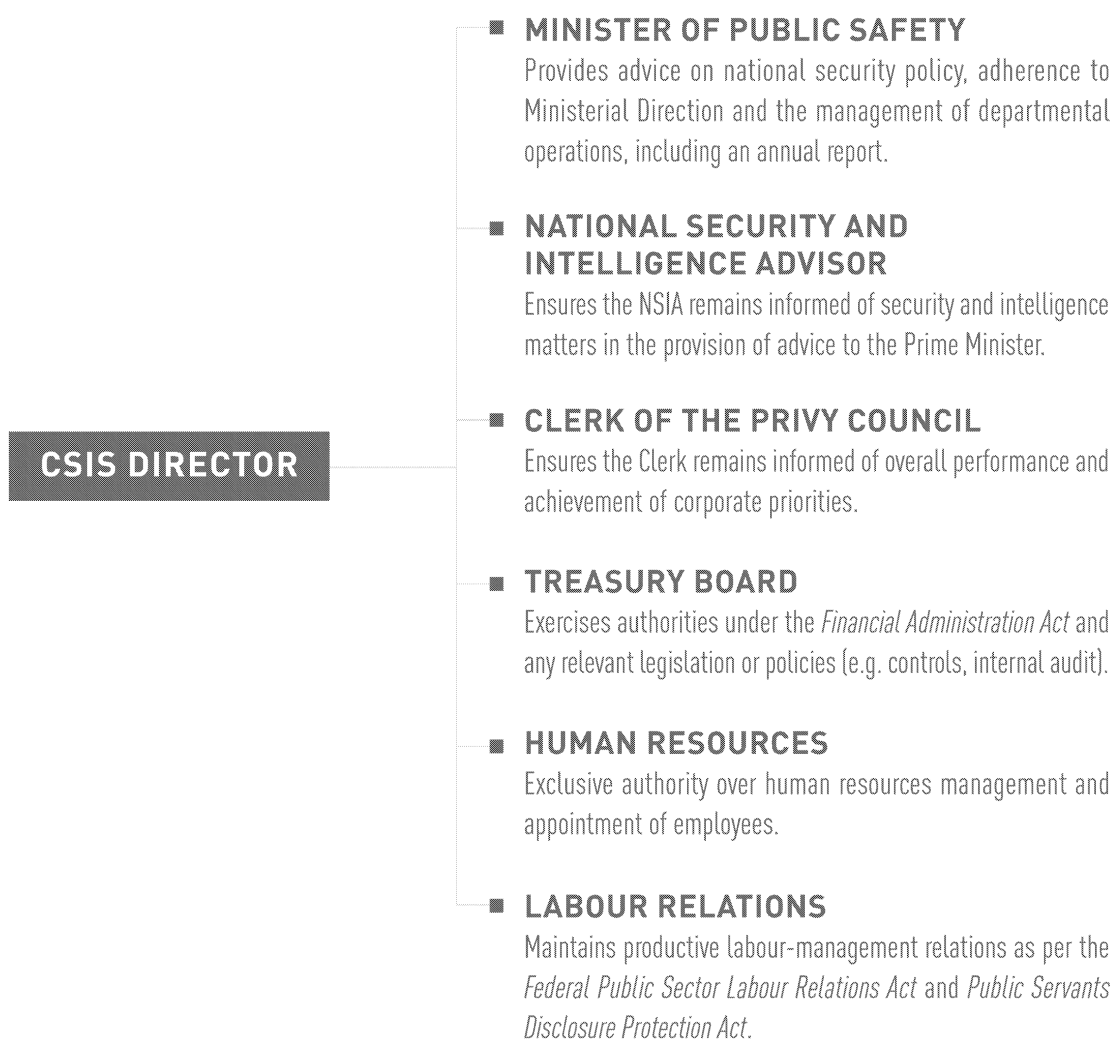 MINISTER OF PUBLIC SAFETY
Provides advice on national security policy, adherence to
Ministerial Direction and the management of departmental
operations, including an annual report.
NATIONAL SECURITY AND
INTELLIGENCE ADVISOR
Ensures the NSIA remains informed of security and intelligence
matters in the provision of advice to the Prime Minister.
CLERK OF THE PRIVY COUNCIL
CSIS DIRECTOR
Ensures the Clerk remains informed of overall performance and
achievement of corporate priorities.
TREASURY BOARD
Exercises authorities under the Financial Administration Act and
any relevant legislation or policies (e.g. controls, internal audit).
HUMAN RESOURCES
Exclusive authority over human resources management and
appointment of employees.
LABOUR RELATIONS
Maintains productive labour-management relations as per the
Federal Public Sector Labour Relations Act and Public Servants
Disclosure Protection Act.